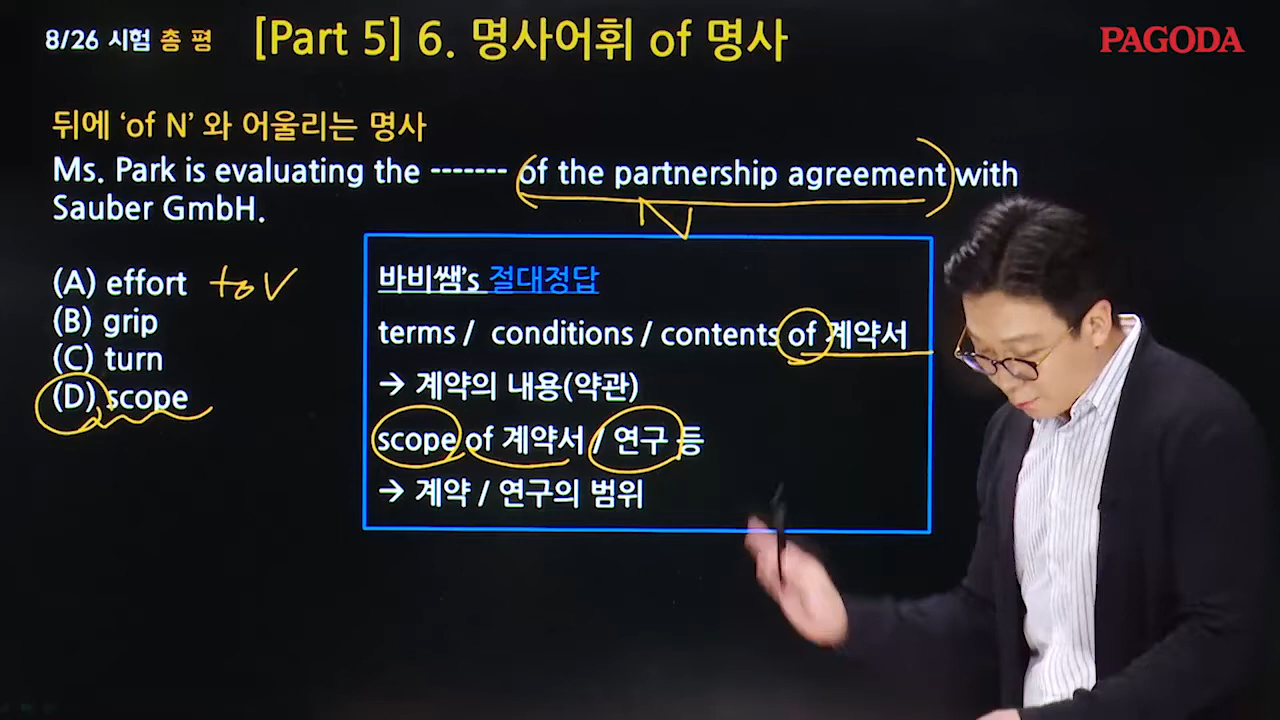 8/26 시험 총 평 [Part 5] 6. 명사어휘 of 명사
PAGODA
뒤에 ‘of N’ 와 어울리는 명사
Ms. Park is evaluating the ------- of the partnership agreement with
Sauber GmbH.
(A) effort to V
(B) grip
(C) turn
(D) scope
바비쌤’s 절대정답
terms / conditions / contents of 계약서
→ 계약의 내용(약관)
scope of 계약서 / 연구 등
→ 계약 / 연구의 범위